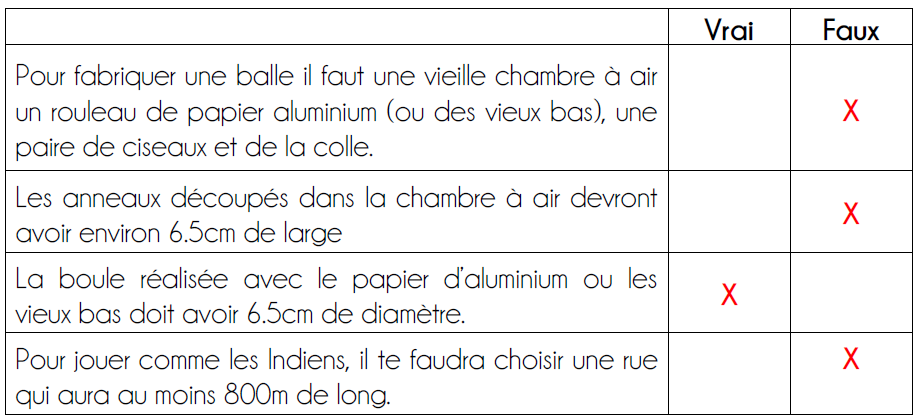 Vrai Faux
Pour fabriquer une balle il faut une vieille chambre à air
un rouleau de papier aluminium (ou des vieux bas), une
paire de ciseaux et de la colle.
X
Les anneaux découpés dans la chambre à air devront
avoir environ 6.5cm de large
X
La boule réalisée avec le papier d'aluminium ou les
vieux bas doit avoir 6.5cm de diamètre.
X
Pour jouer comme les Indiens, il te faudra choisir une rue
qui aura au moins 800m de long.
X